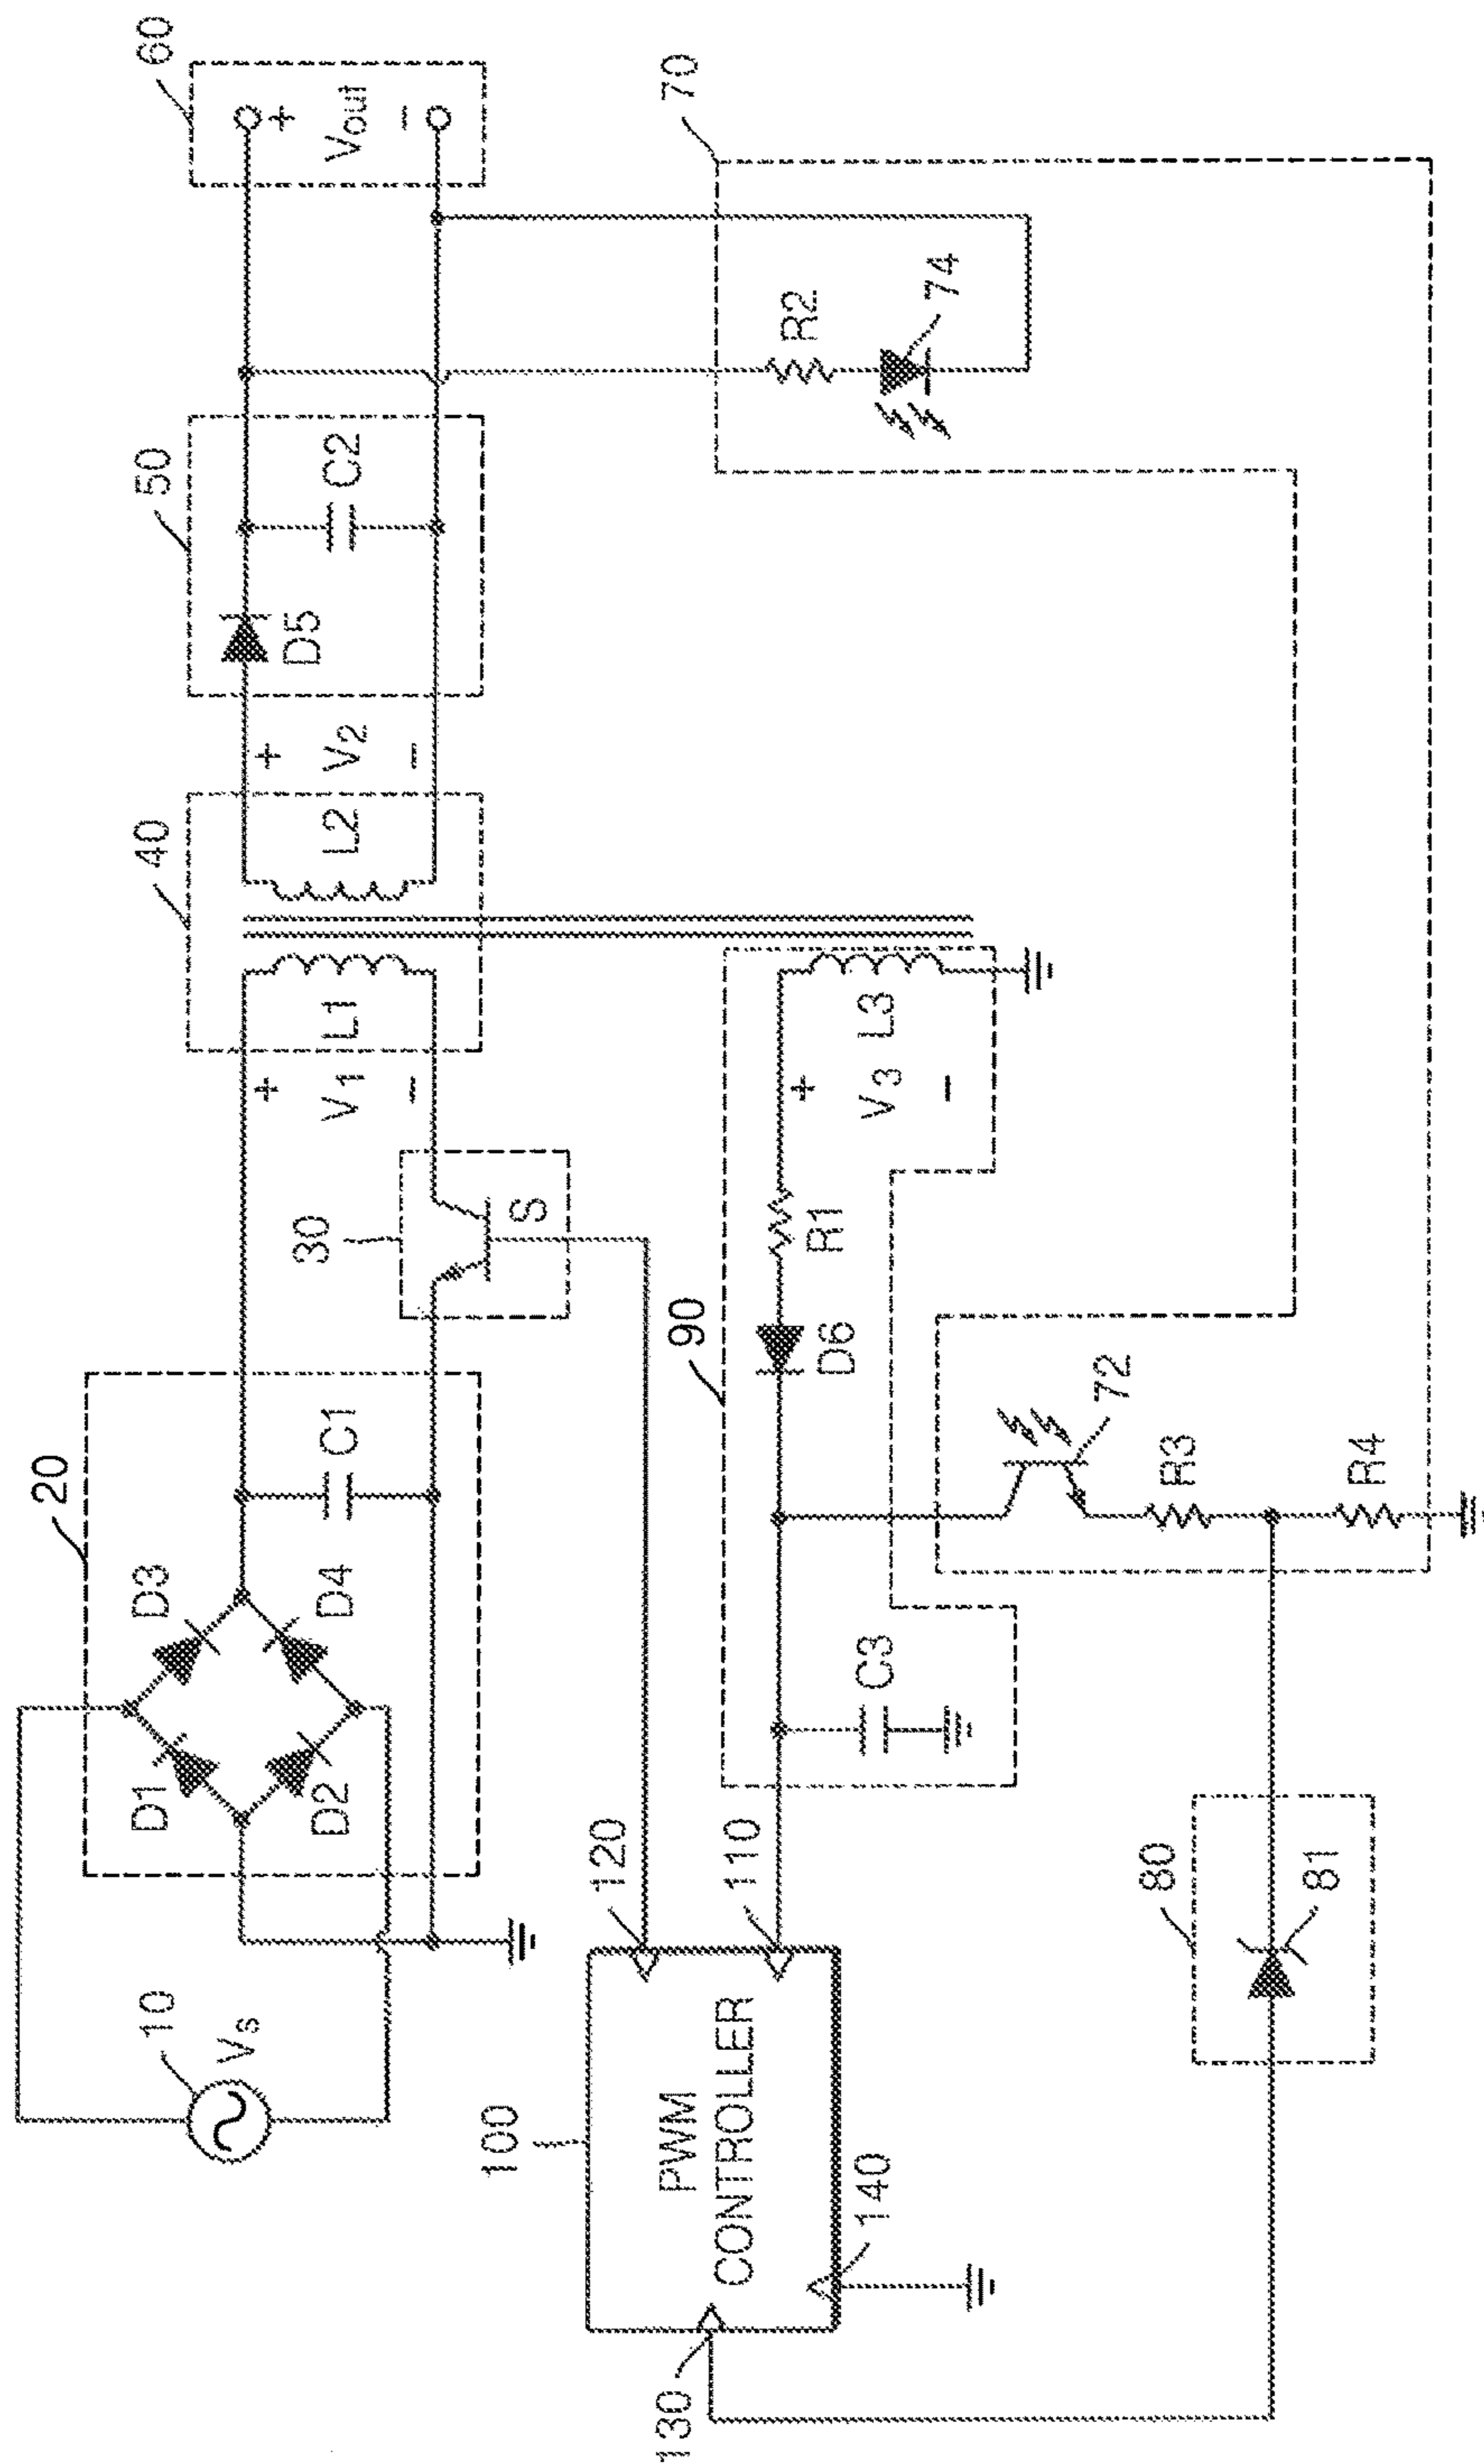 10
Vs
20
D1
D2
D3
D4
C1
30
S
40
+
V1
−
L1
L2
+
V2
−
50
D5
C2
60
+
Vout
−
70
R2
74
100
PWM
CONTROLLER
120
110
130
140
90
C3
D6
R1
+
V3
−
L3
72
R3
R4
80
81